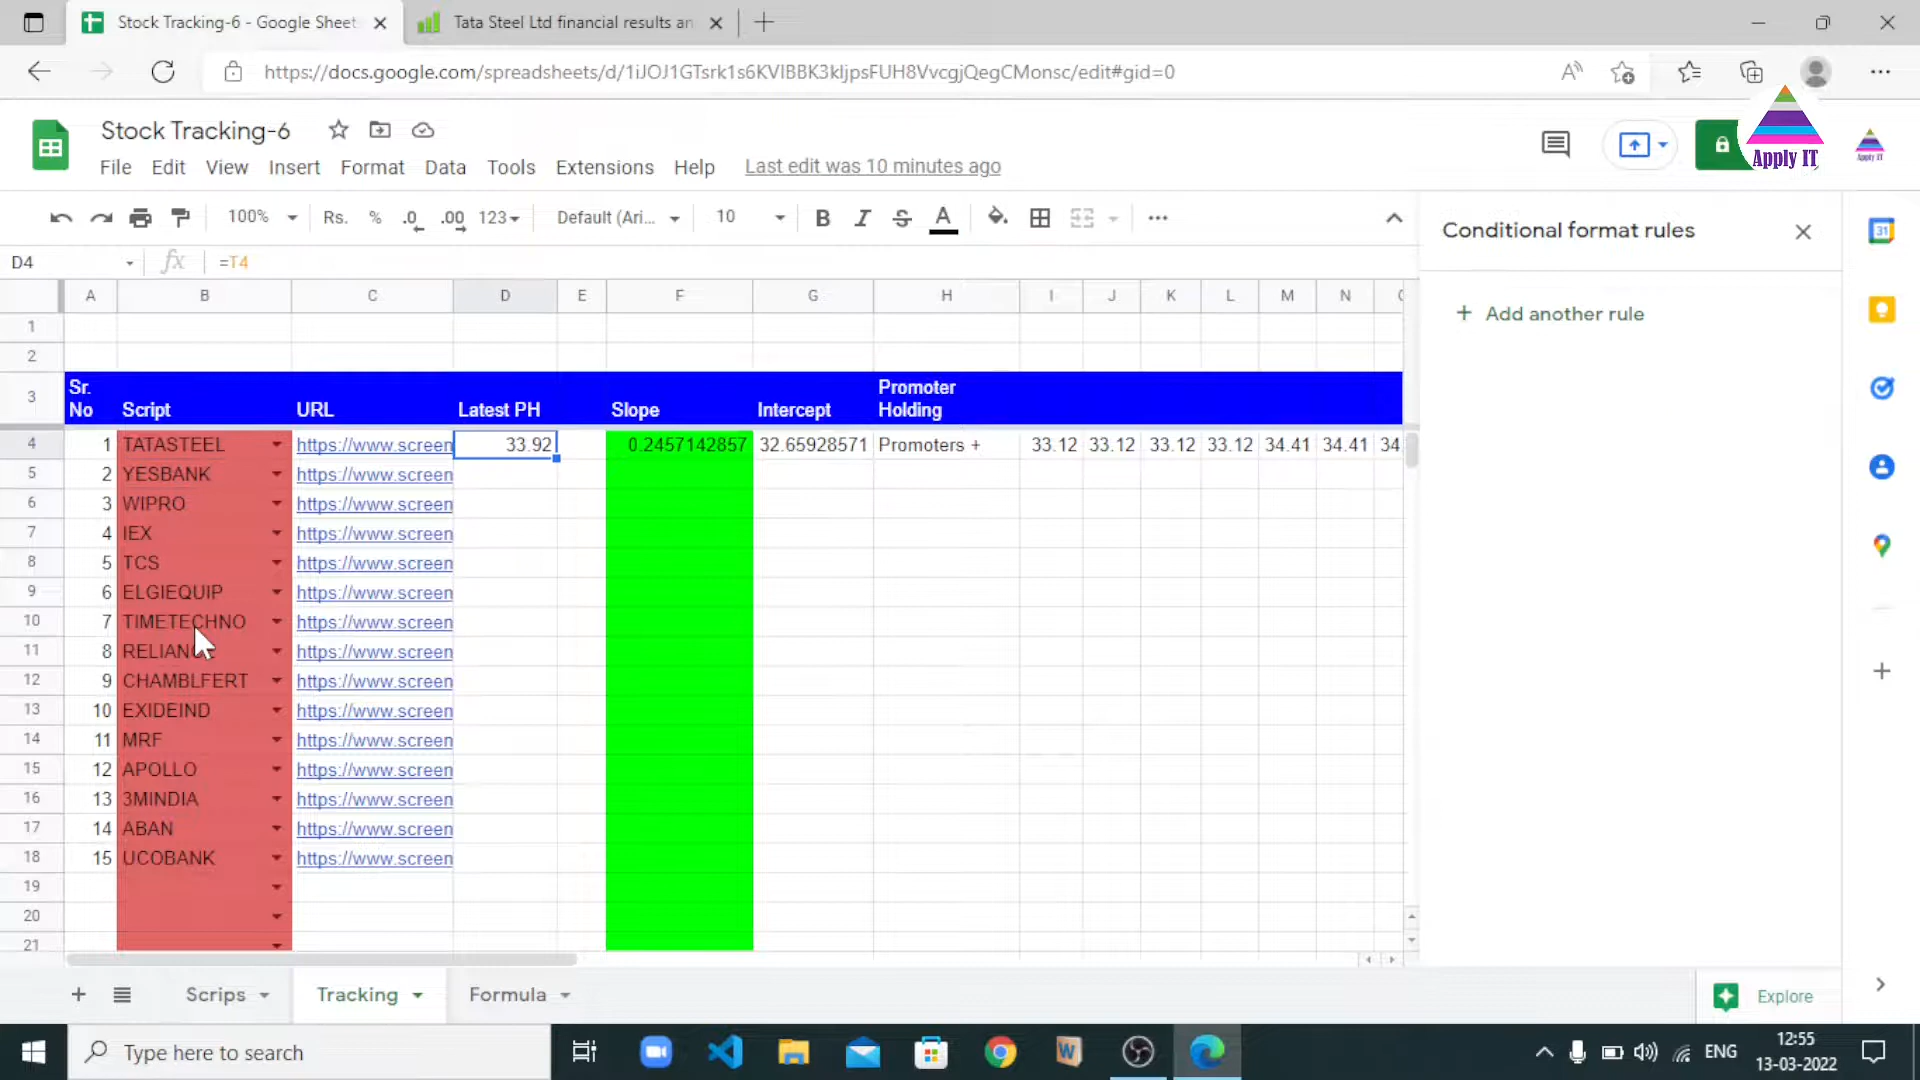 Stock Tracking-6 - Google Sheet
Tata Steel Ltd financial results an
https://docs.google.com/spreadsheets/d/1iJOJ1GTsrk1s6KVIBBK3kIjpsFUH8VvcgjQegCMonsc/edit#gid=0
Stock Tracking-6
File Edit View Insert Format Data Tools Extensions Help Last edit was 10 minutes ago
Apply IT
Apply IT
100% Rs. % .0 .00 123 Default (Ari... 10 B I S A
Conditional format rules
31
D4 fx =T4
A B C D E F G H I J K L M N
+ Add another rule
1
2
3 Sr. No Script URL Latest PH Slope Intercept Promoter Holding
4 1 TATASTEEL https://www.screen 33.92 0.2457142857 32.65928571 Promoters + 33.12 33.12 33.12 33.12 34.41 34.41 34.
5 2 YESBANK https://www.screen
6 3 WIPRO https://www.screen
7 4 IEX https://www.screen
8 5 TCS https://www.screen
9 6 ELGIEQUIP https://www.screen
10 7 TIMETECHNO https://www.screen
11 8 RELIANCE https://www.screen
12 9 CHAMBLFERT https://www.screen
13 10 EXIDEIND https://www.screen
14 11 MRF https://www.screen
15 12 APOLLO https://www.screen
16 13 3MINDIA https://www.screen
17 14 ABAN https://www.screen
18 15 UCOBANK https://www.screen
19
20
21
Scrips Tracking Formula
Explore
Type here to search
ENG
12:55
13-03-2022